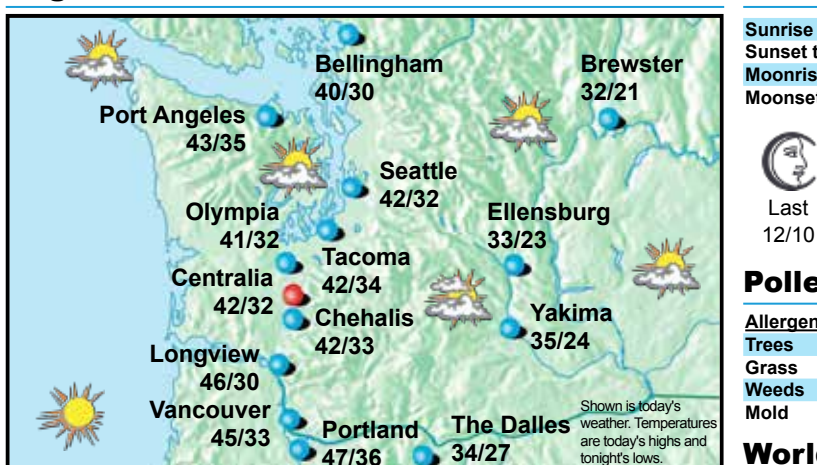 Bellingham
40/30
Brewster
32/21
Port Angeles
43/35
Seattle
42/32
Olympia
41/32
Ellensburg
33/23
Tacoma
42/34
Centralia
42/32
Chehalis
42/33
Yakima
35/24
Longview
46/30
Vancouver
45/33
Portland
47/36
The Dalles
34/27
Shown is today's
weather. Temperatures
are today's highs and
tonight's lows.
Sunrise
Sunset t
Moonris
Moonset
Last
12/10
Polle
Allergen
Trees
Grass
Weeds
Mold
Worl